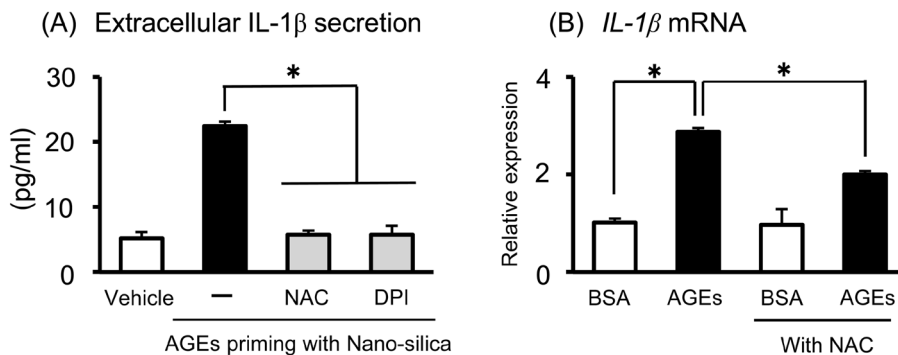 (A) Extracellular IL-1β secretion
30
20
10
0
(pg/ml)
*
Vehicle
–
NAC
DPI
AGEs priming with Nano-silica
(B) IL-1β mRNA
4
2
0
Relative expression
*
*
BSA
AGEs
BSA
AGEs
With NAC